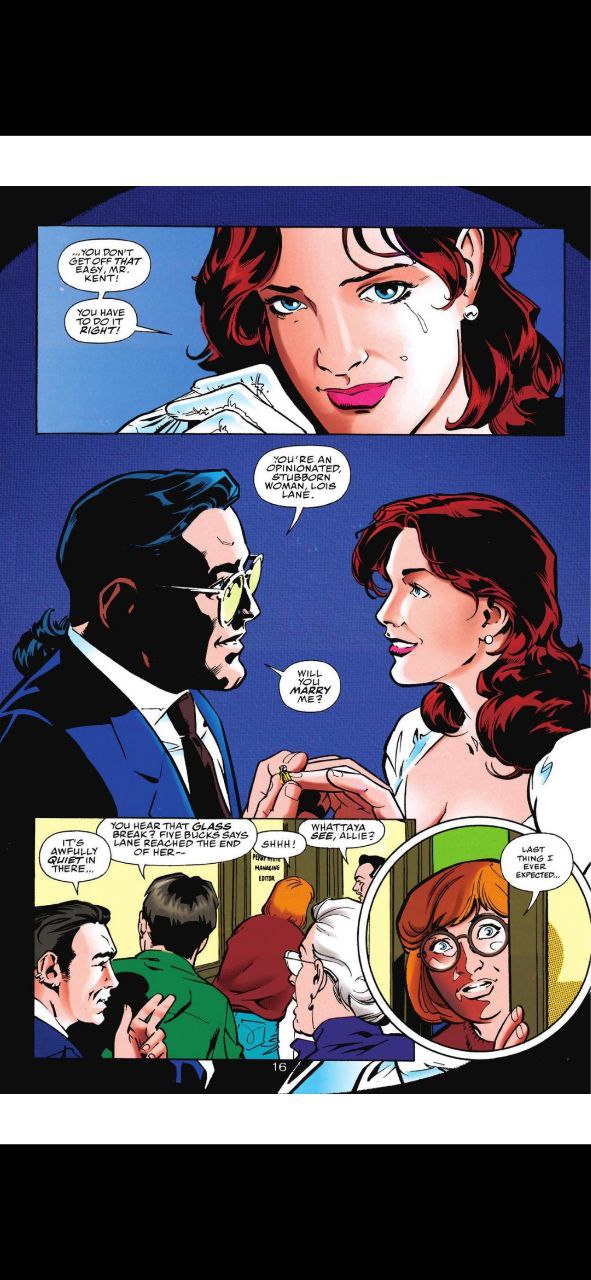 ...YOU DON'T
GET OFF THAT
EASY, MR.
KENT!
YOU HAVE
TO DO IT
RIGHT!
YOU'RE AN
OPINIONATED,
STUBBORN
WOMAN, LOIS
LANE.
WILL
YOU
MARRY
ME?
IT'S
AWFULLY
QUIET IN
THERE...
YOU HEAR THAT GLASS
BREAK? FIVE BUCKS SAYS
LANE REACHED THE END
OF HER--
SHHH!
WHATTAYA
SEE, ALLIE?
PERRY WHITE
MANAGING
EDITOR
LAST
THING I
EVER
EXPECTED...
16